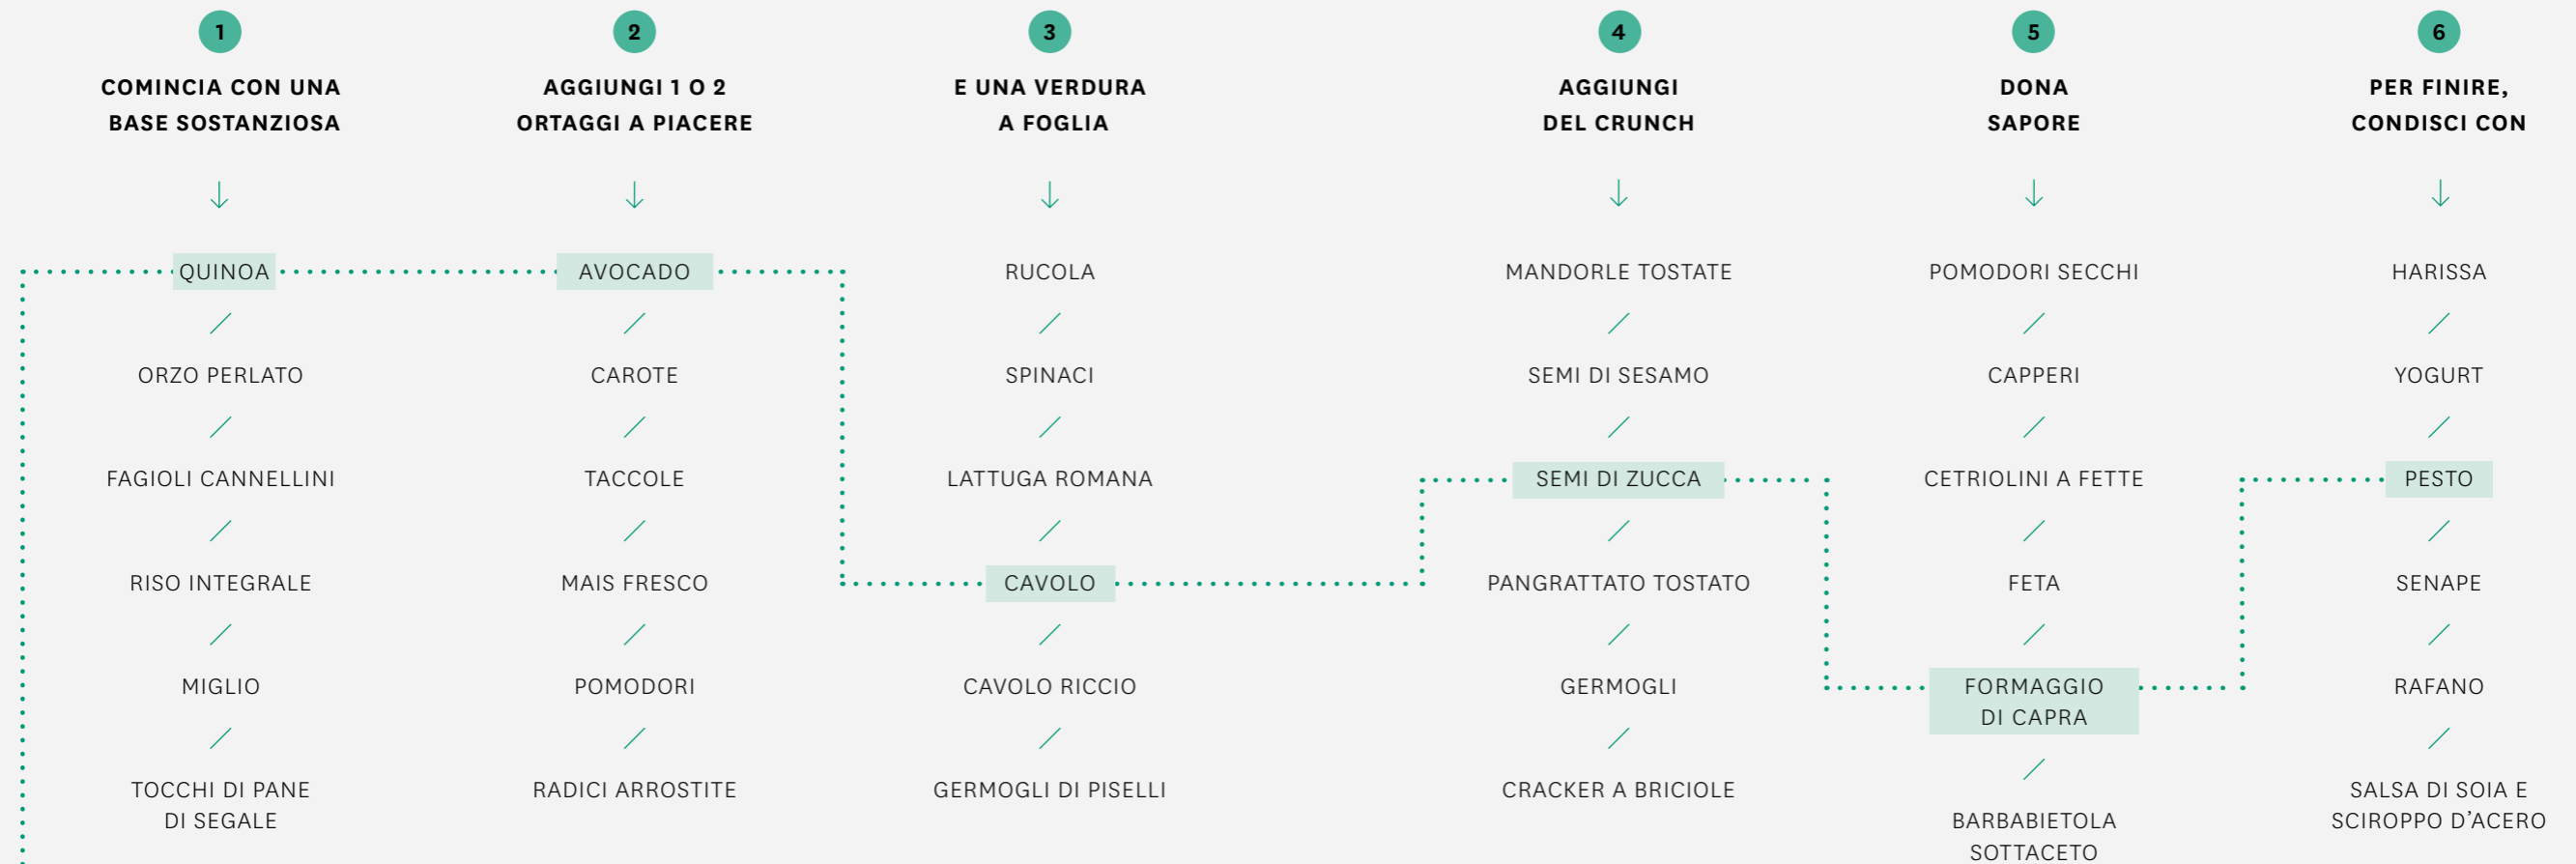 1
COMINCIA CON UNA
BASE SOSTANZIOSA
QUINOA
ORZO PERLATO
FAGIOLI CANNELLINI
RISO INTEGRALE
MIGLIO
TOCCHI DI PANE
DI SEGALE
2
AGGIUNGI 1 O 2
ORTAGGI A PIACERE
AVOCADO
CAROTE
TACCOLE
MAIS FRESCO
POMODORI
RADICI ARROSTITE
3
E UNA VERDURA
A FOGLIA
RUCOLA
SPINACI
LATTUGA ROMANA
CAVOLO
CAVOLO RICCIO
GERMOGLI DI PISELLI
4
AGGIUNGI
DEL CRUNCH
MANDORLE TOSTATE
SEMI DI SESAMO
SEMI DI ZUCCA
PANGRATTATO TOSTATO
GERMOGLI
CRACKER A BRICIOLE
5
DONA
SAPORE
POMODORI SECCHI
CAPPERI
CETRIOLINI A FETTE
FETA
FORMAGGIO
DI CAPRA
BARBABIETOLA
SOTTACETO
6
PER FINIRE,
CONDISCI CON
HARISSA
YOGURT
PESTO
SENAPE
RAFANO
SALSA DI SOIA E
SCIROPPO D’ACERO